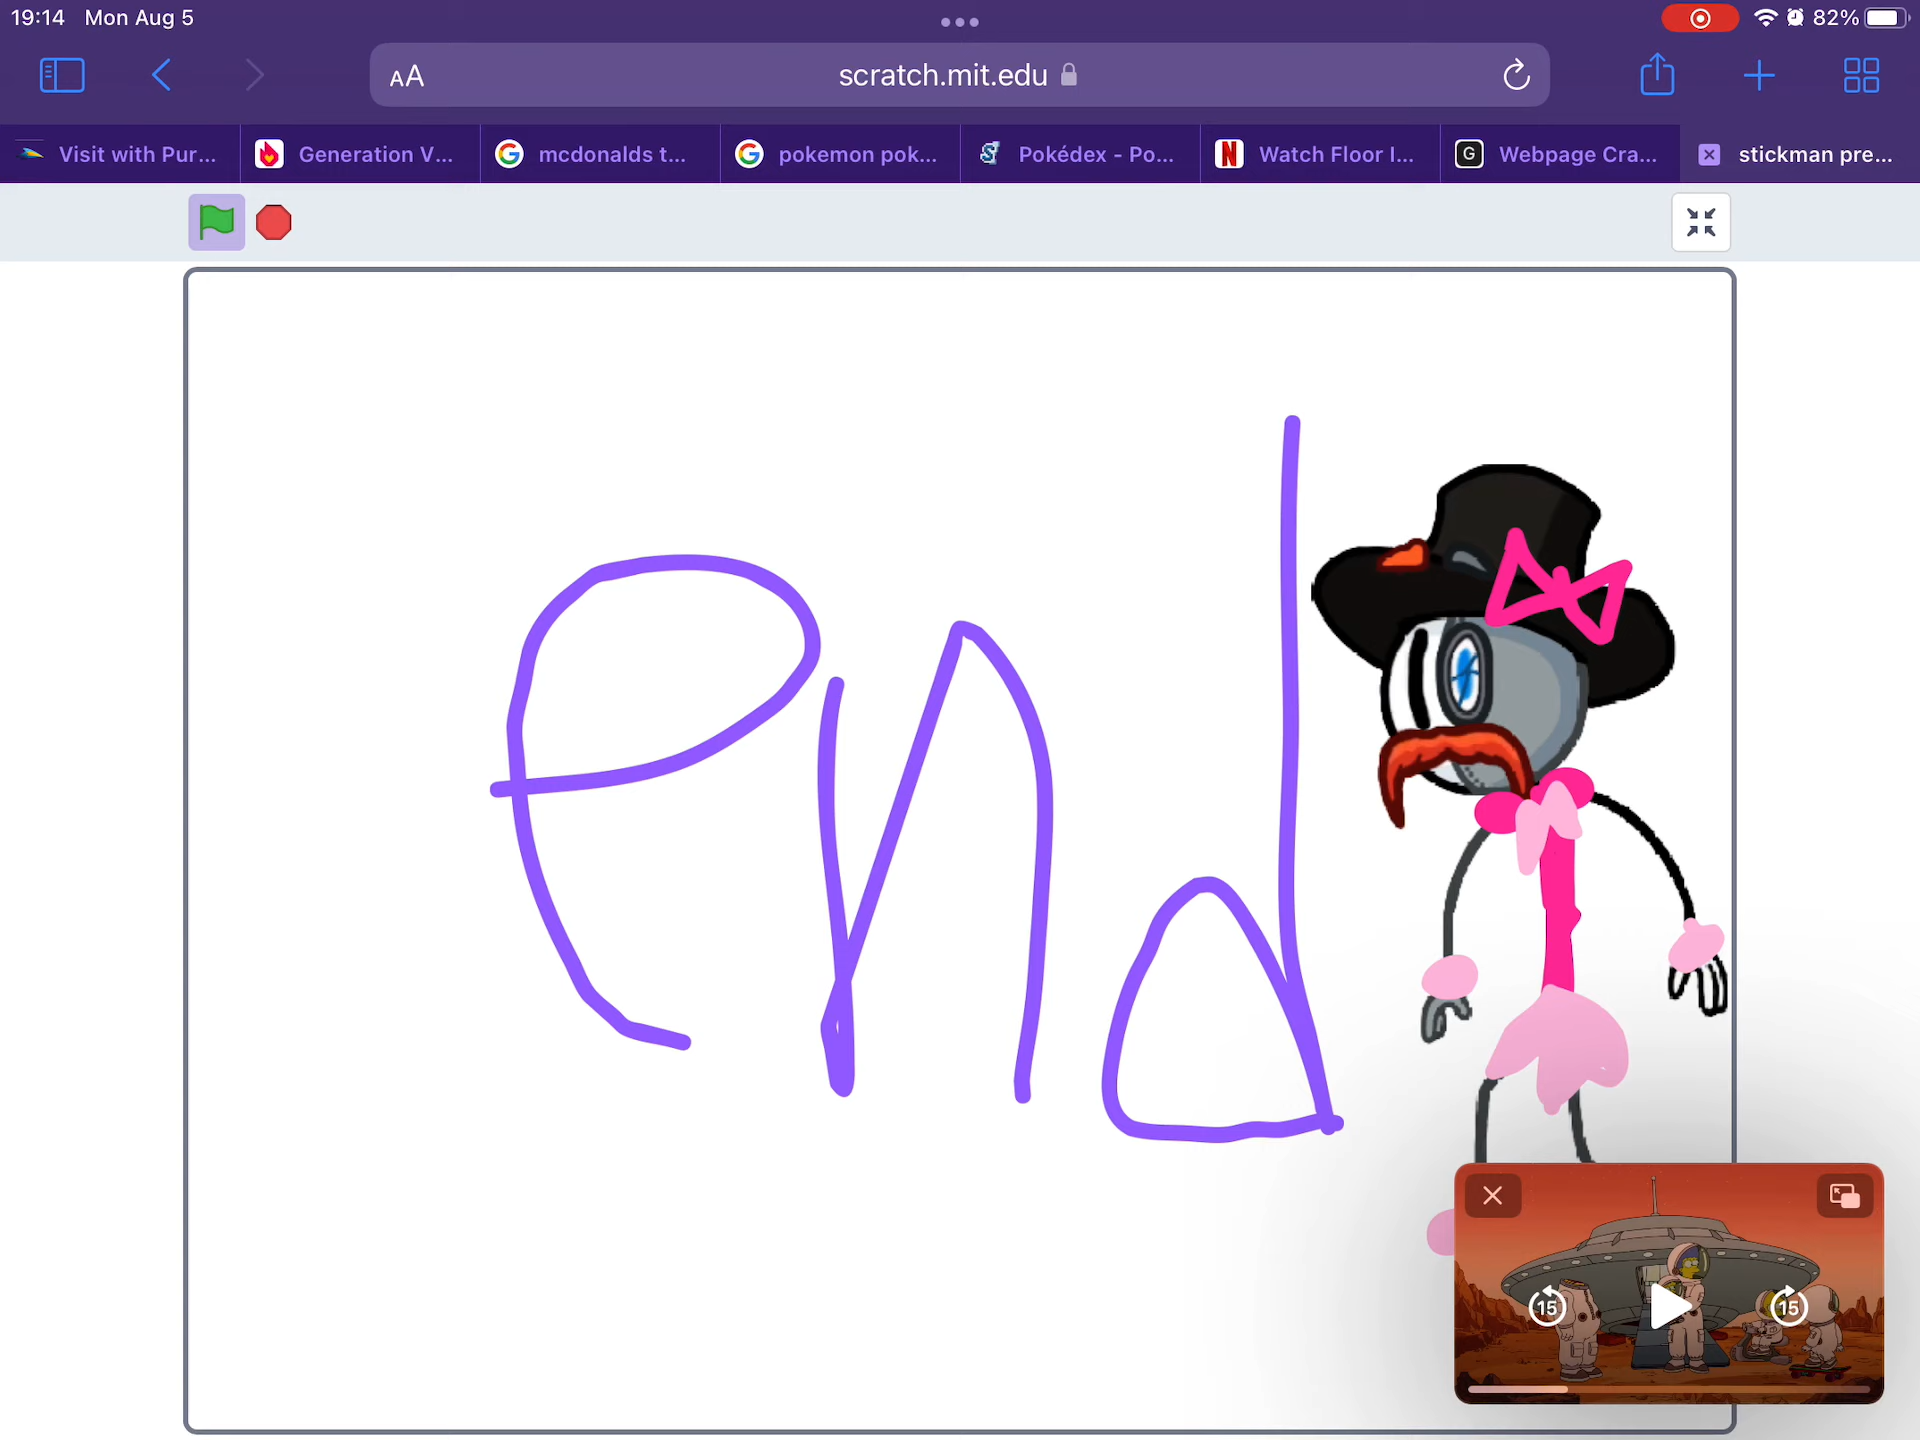 19:14 Mon Aug 5
82%
AA
scratch.mit.edu
Visit with Pur...
Generation V...
mcdonalds t...
pokemon pok...
Pokédex - Po...
Watch Floor I...
Webpage Cra...
stickman pre...
end
15
15